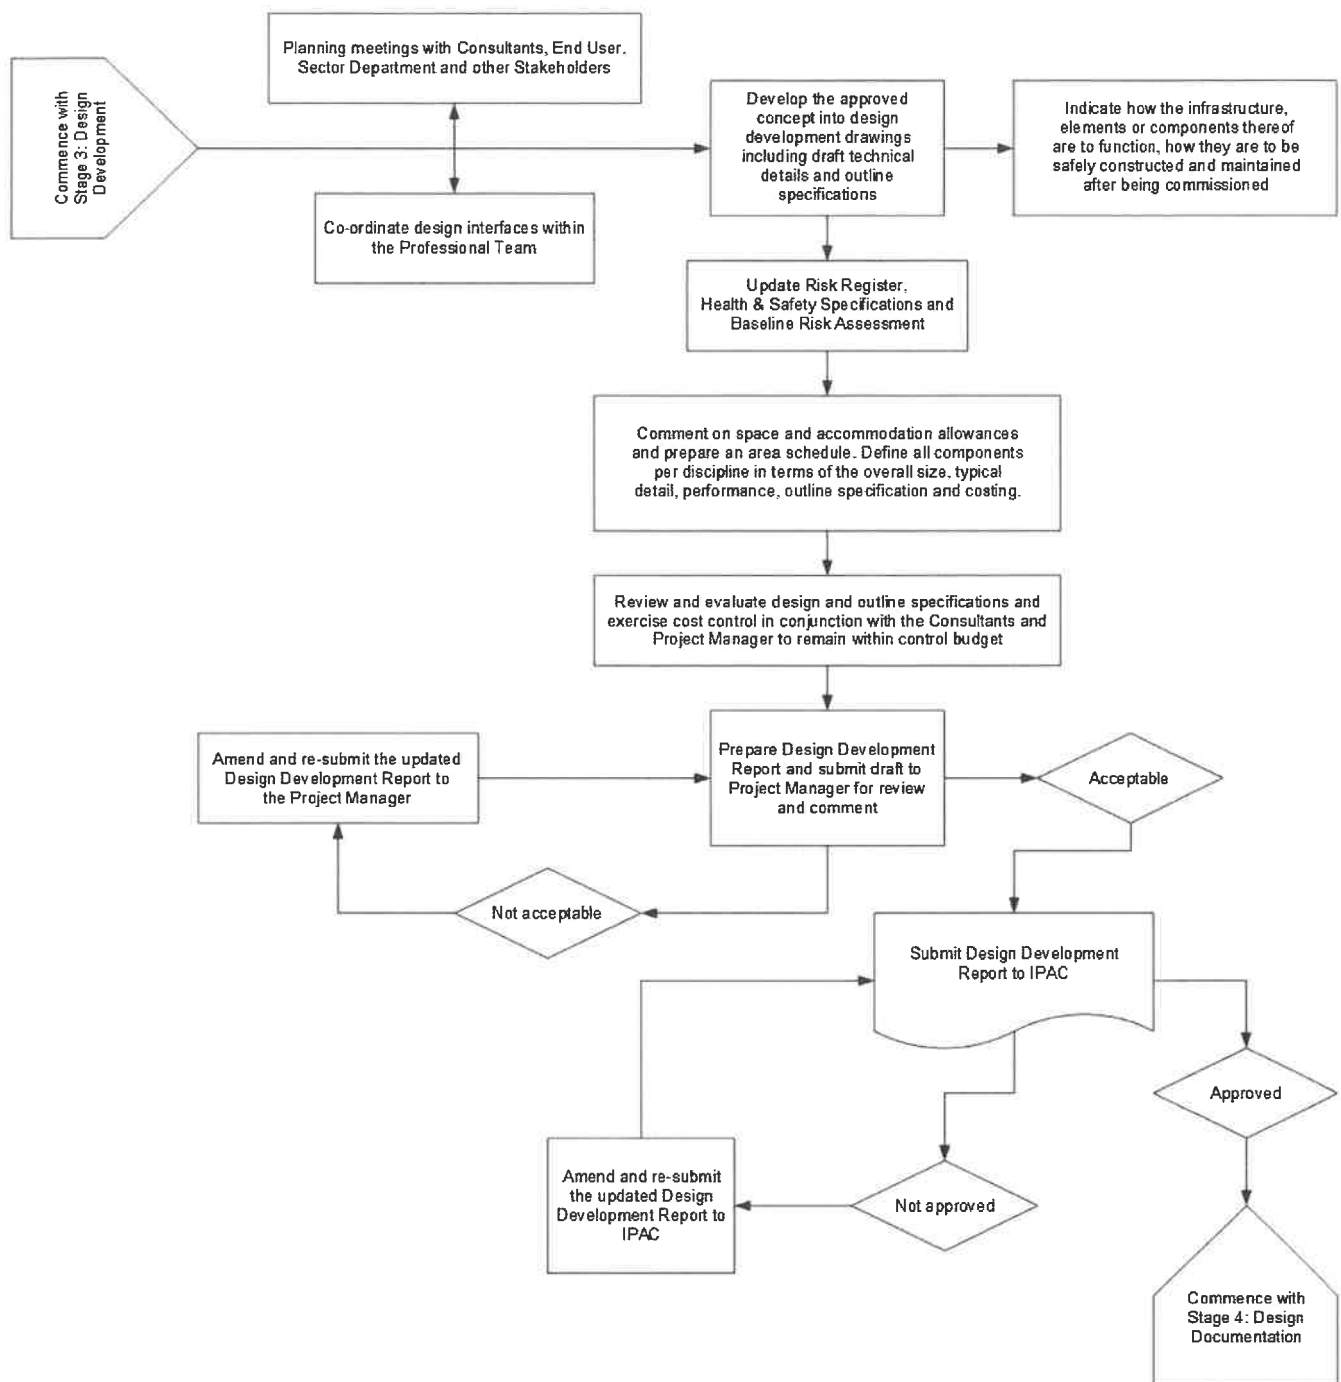 Planning meetings with Consultants, End User.
Sector Department and other Stakeholders
Commence with
Stage 3: Design
Development
Develop the approved
concept into design
development drawings
including draft technical
details and outline
specifications
Indicate how the infrastructure,
elements or components thereof
are to function, how they are to be
safely constructed and maintained
after being commissioned
Co-ordinate design interfaces within
the Professional Team
Update Risk Register,
Health & Safety Specifications and
Baseline Risk Assessment
Comment on space and accommodation allowances
and prepare an area schedule. Define all components
per discipline in terms of the overall size, typical
detail, performance, outline specification and costing.
Review and evaluate design and outline specifications and
exercise cost control in conjunction with the Consultants and
Project Manager to remain within control budget
Amend and re-submit the updated
Design Development Report to
the Project Manager
Prepare Design Development
Report and submit draft to
Project Manager for review
and comment
Acceptable
Not acceptable
Submit Design Development
Report to IPAC
Approved
Amend and re-submit
the updated Design
Development Report to
IPAC
Not approved
Commence with
Stage 4: Design
Documentation